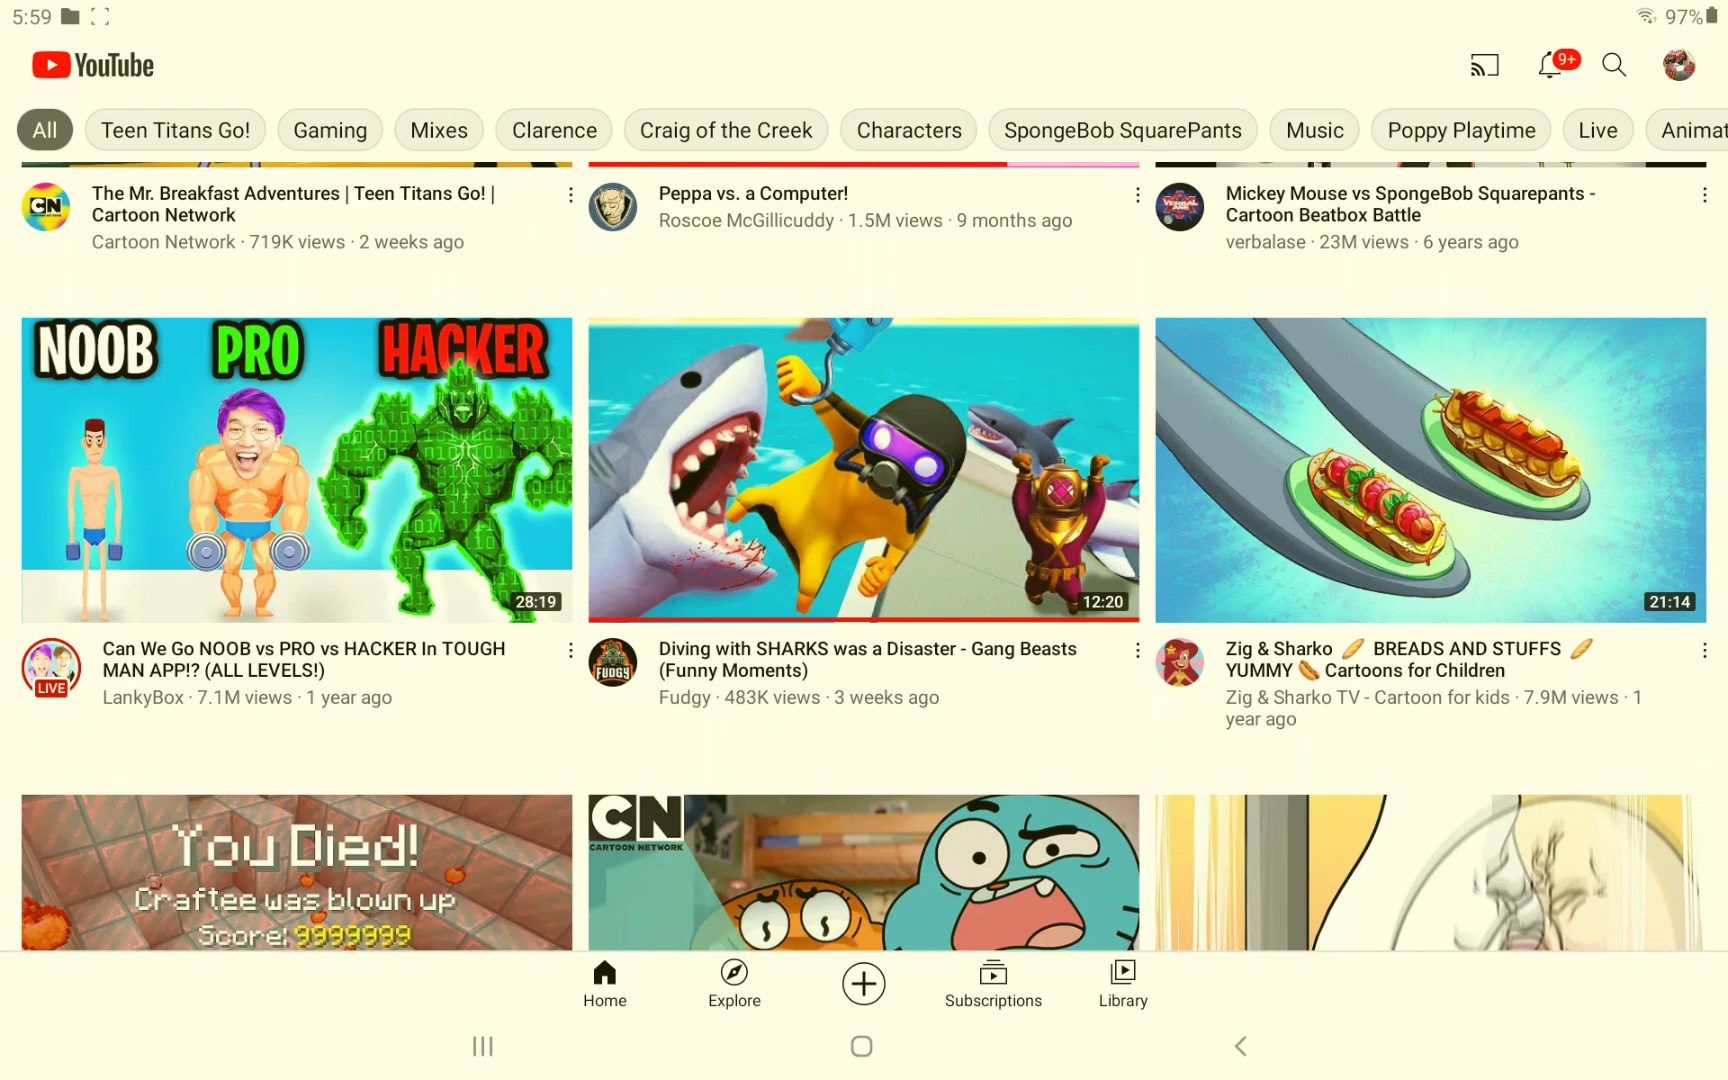 5:59
97%
YouTube
9+
All
Teen Titans Go!
Gaming
Mixes
Clarence
Craig of the Creek
Characters
SpongeBob SquarePants
Music
Poppy Playtime
Live
Animat
CN
The Mr. Breakfast Adventures | Teen Titans Go! |
Cartoon Network
Cartoon Network · 719K views · 2 weeks ago
Peppa vs. a Computer!
Roscoe McGillicuddy · 1.5M views · 9 months ago
VERBAL ASE
Mickey Mouse vs SpongeBob Squarepants -
Cartoon Beatbox Battle
verbalase · 23M views · 6 years ago
NOOB PRO HACKER
28:19
12:20
21:14
LIVE
Can We Go NOOB vs PRO vs HACKER In TOUGH
MAN APP!? (ALL LEVELS!)
LankyBox · 7.1M views · 1 year ago
FUDGY
Diving with SHARKS was a Disaster - Gang Beasts
(Funny Moments)
Fudgy · 483K views · 3 weeks ago
Zig & Sharko 🥖 BREADS AND STUFFS 🥖
YUMMY 🌭 Cartoons for Children
Zig & Sharko TV - Cartoon for kids · 7.9M views · 1
year ago
You Died!
Craftee was blown up
Score: 9999999
CN
CARTOON NETWORK
Home
Explore
Subscriptions
Library